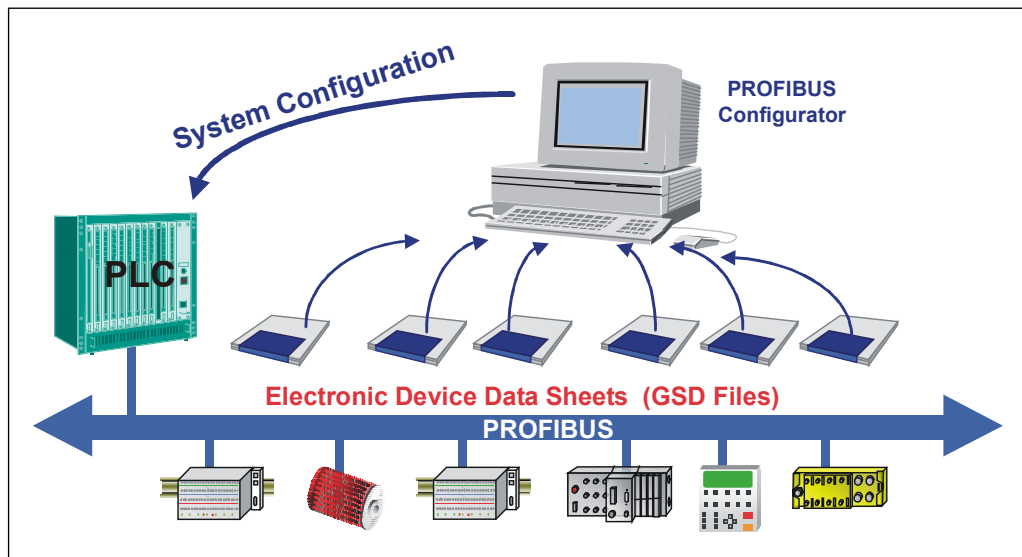 System Configuration
PROFIBUS
Configurator
PLC
Electronic Device Data Sheets (GSD Files)
PROFIBUS